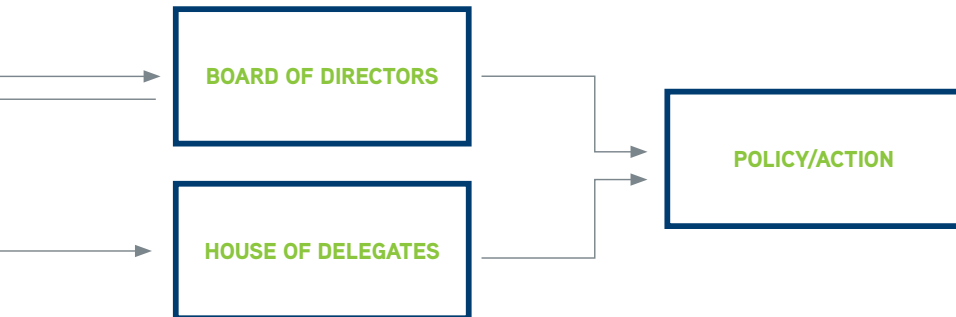 BOARD OF DIRECTORS
POLICY/ACTION
HOUSE OF DELEGATES